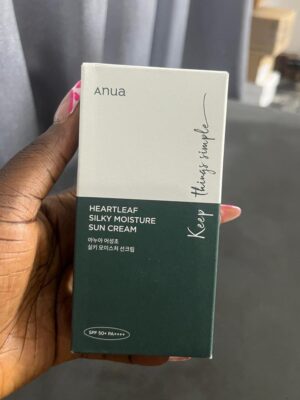 Anua
Keep things simple
HEARTLEAF
SILKY MOISTURE
SUN CREAM
아누아 어성초
실키 모이스처 선크림
SPF 50+ PA++++